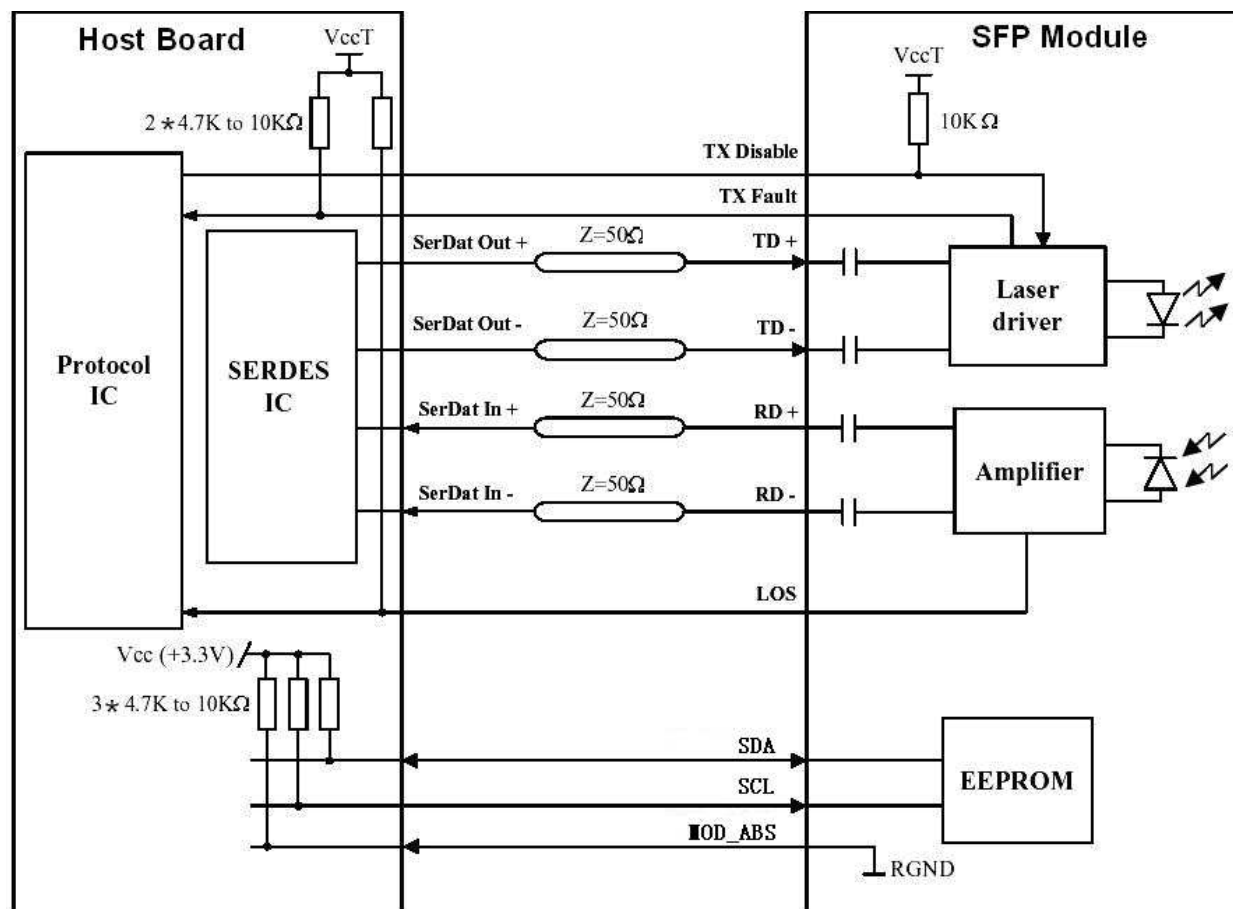 Host Board
SFP Module
VccT
VccT
2*4.7K to 10KΩ
10KΩ
TX Disable
TX Fault
SerDat Out +
Z=50Ω
TD +
Laser driver
SerDat Out -
Z=50Ω
TD -
Protocol IC
SERDES IC
SerDat In +
Z=50Ω
RD +
Amplifier
SerDat In -
Z=50Ω
RD -
LOS
Vcc (+3.3V)
3*4.7K to 10KΩ
SDA
EEPROM
SCL
MOD_ABS
RGND